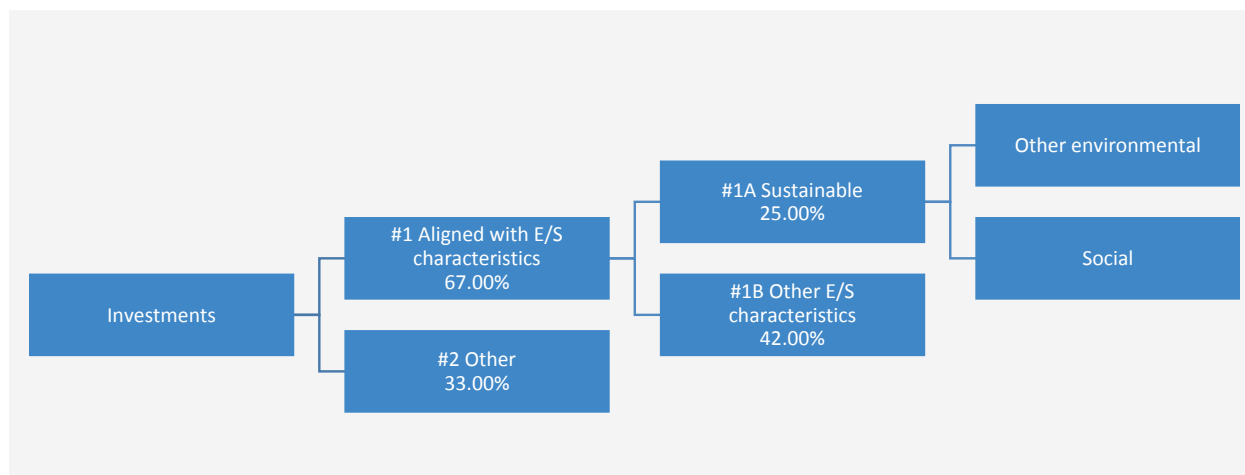 Investments
#1 Aligned with E/S
characteristics
67.00%
#2 Other
33.00%
#1A Sustainable
25.00%
#1B Other E/S
characteristics
42.00%
Other environmental
Social